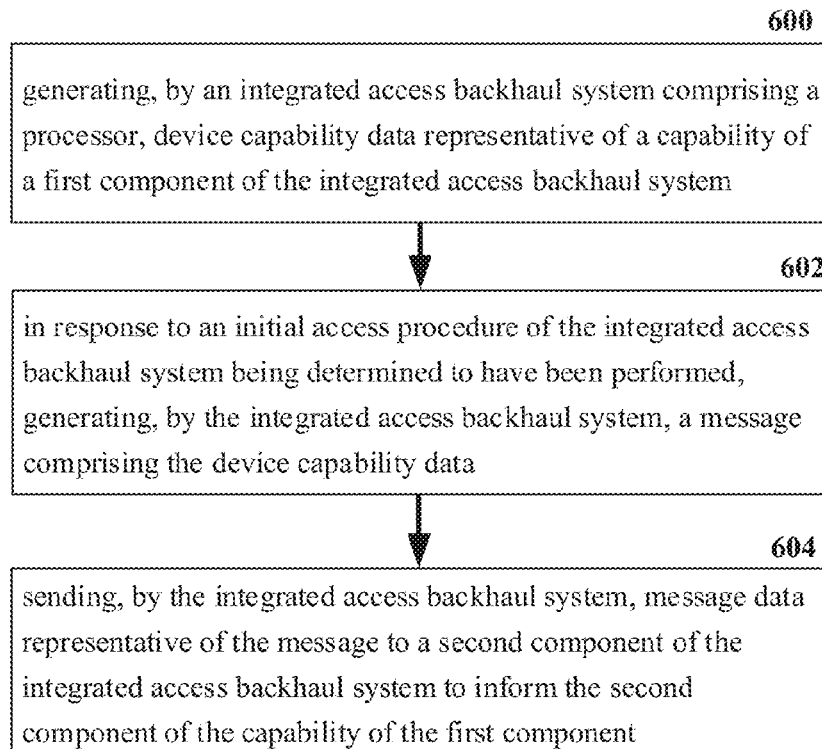 600
generating, by an integrated access backhaul system comprising a
processor, device capability data representative of a capability of
a first component of the integrated access backhaul system
602
in response to an initial access procedure of the integrated access
backhaul system being determined to have been performed,
generating, by the integrated access backhaul system, a message
comprising the device capability data
604
sending, by the integrated access backhaul system, message data
representative of the message to a second component of the
integrated access backhaul system to inform the second
component of the capability of the first component